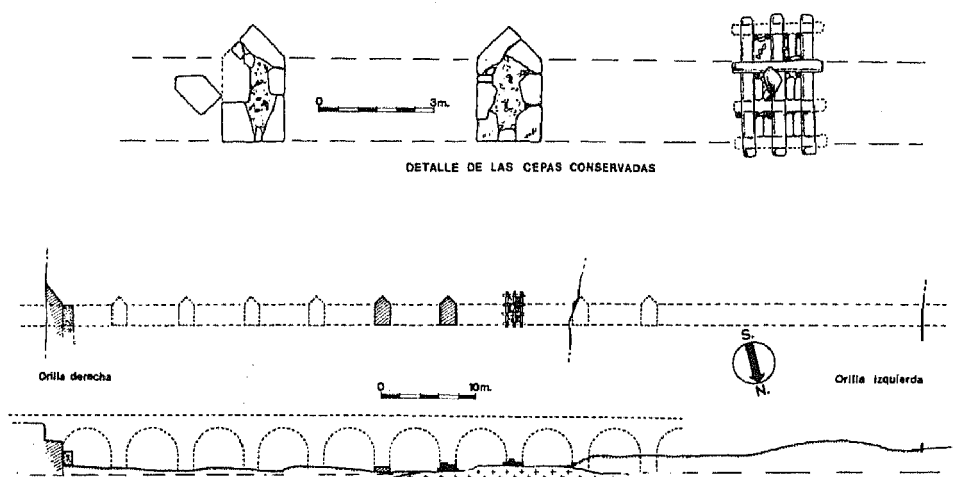 0 3m.
DETALLE DE LAS CEPAS CONSERVADAS
S.
N.
Orilla derecha
0 10m.
Orilla izquierda